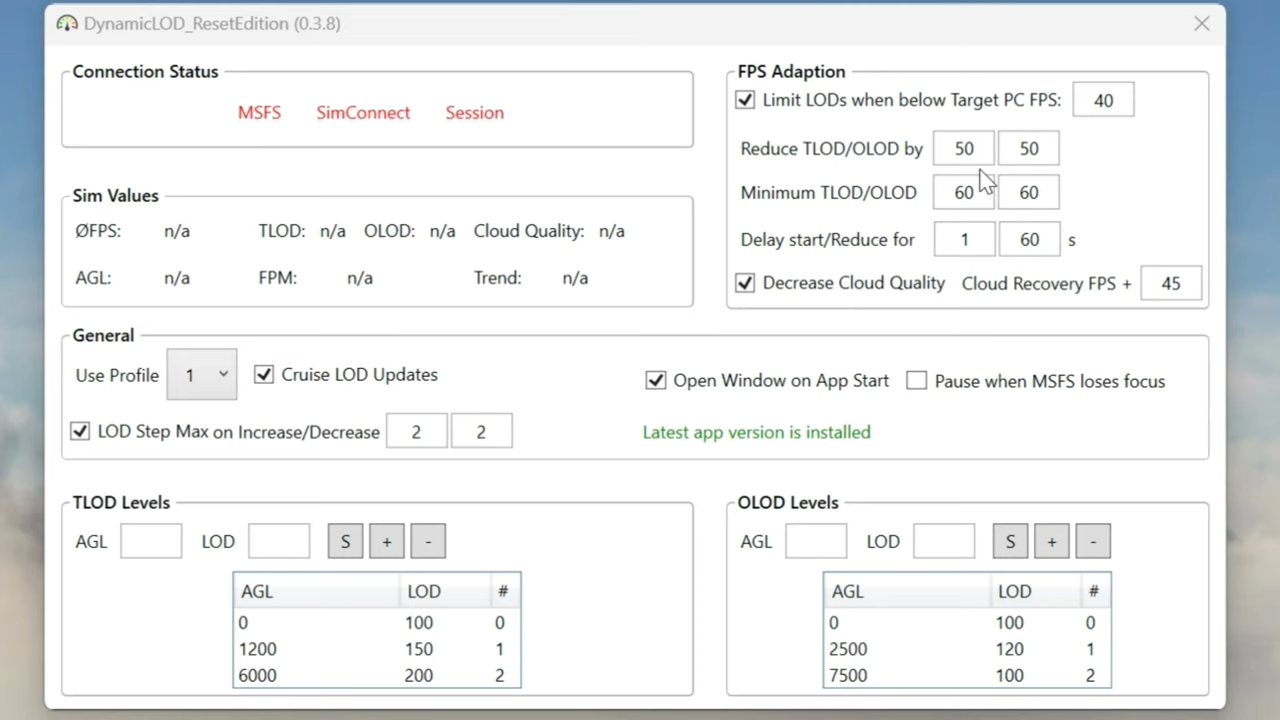 DynamicLOD_ResetEdition (0.3.8)
Connection Status
MSFS SimConnect Session
Sim Values
ØFPS: n/a TLOD: n/a OLOD: n/a Cloud Quality: n/a
AGL: n/a FPM: n/a Trend: n/a
FPS Adaption
Limit LODs when below Target PC FPS: 40
Reduce TLOD/OLOD by 50 50
Minimum TLOD/OLOD 60 60
Delay start/Reduce for 1 60 s
Decrease Cloud Quality Cloud Recovery FPS + 45
General
Use Profile 1 Cruise LOD Updates Open Window on App Start Pause when MSFS loses focus
LOD Step Max on Increase/Decrease 2 2 Latest app version is installed
TLOD Levels
AGL LOD S + -
AGL LOD #
0 100 0
1200 150 1
6000 200 2
OLOD Levels
AGL LOD S + -
AGL LOD #
0 100 0
2500 120 1
7500 100 2